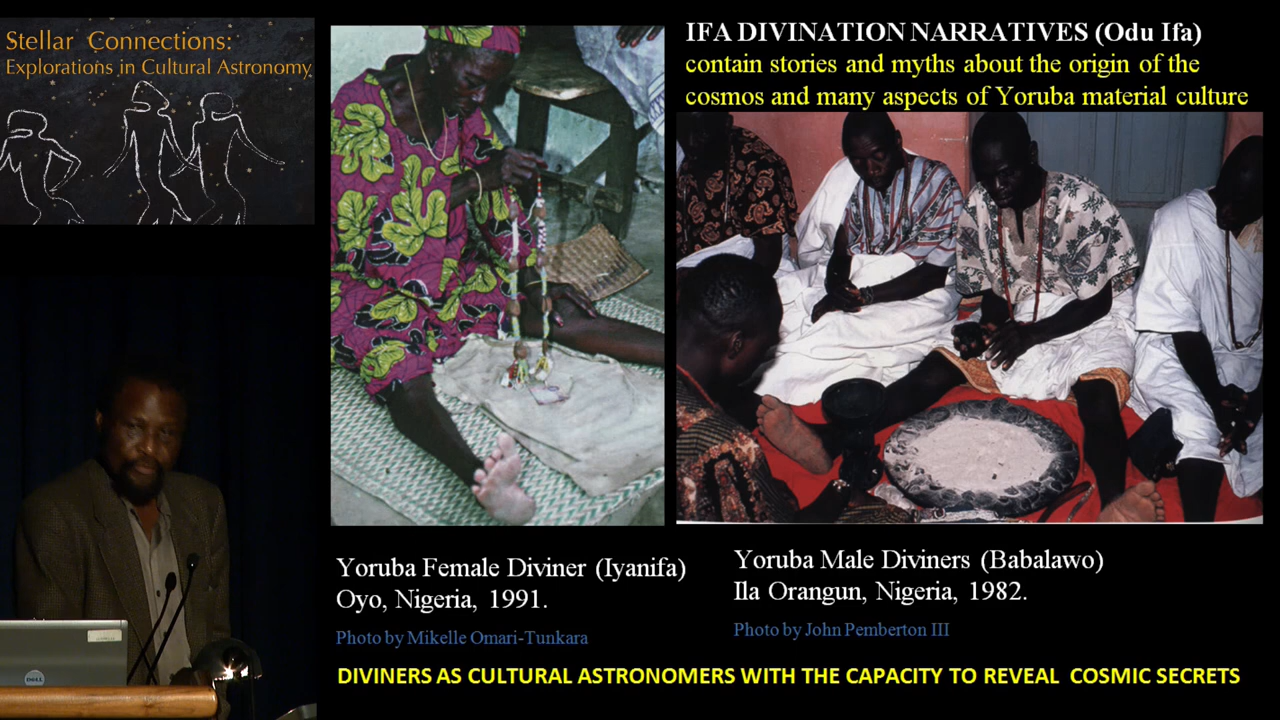 Stellar Connections:
Explorations in Cultural Astronomy
IFA DIVINATION NARRATIVES (Odu Ifa)
contain stories and myths about the origin of the
cosmos and many aspects of Yoruba material culture
Yoruba Female Diviner (Iyanifa)
Oyo, Nigeria, 1991.
Photo by Mikelle Omari-Tunkara
Yoruba Male Diviners (Babalawo)
Ila Orangun, Nigeria, 1982.
Photo by John Pemberton III
DIVINERS AS CULTURAL ASTRONOMERS WITH THE CAPACITY TO REVEAL COSMIC SECRETS
DELL